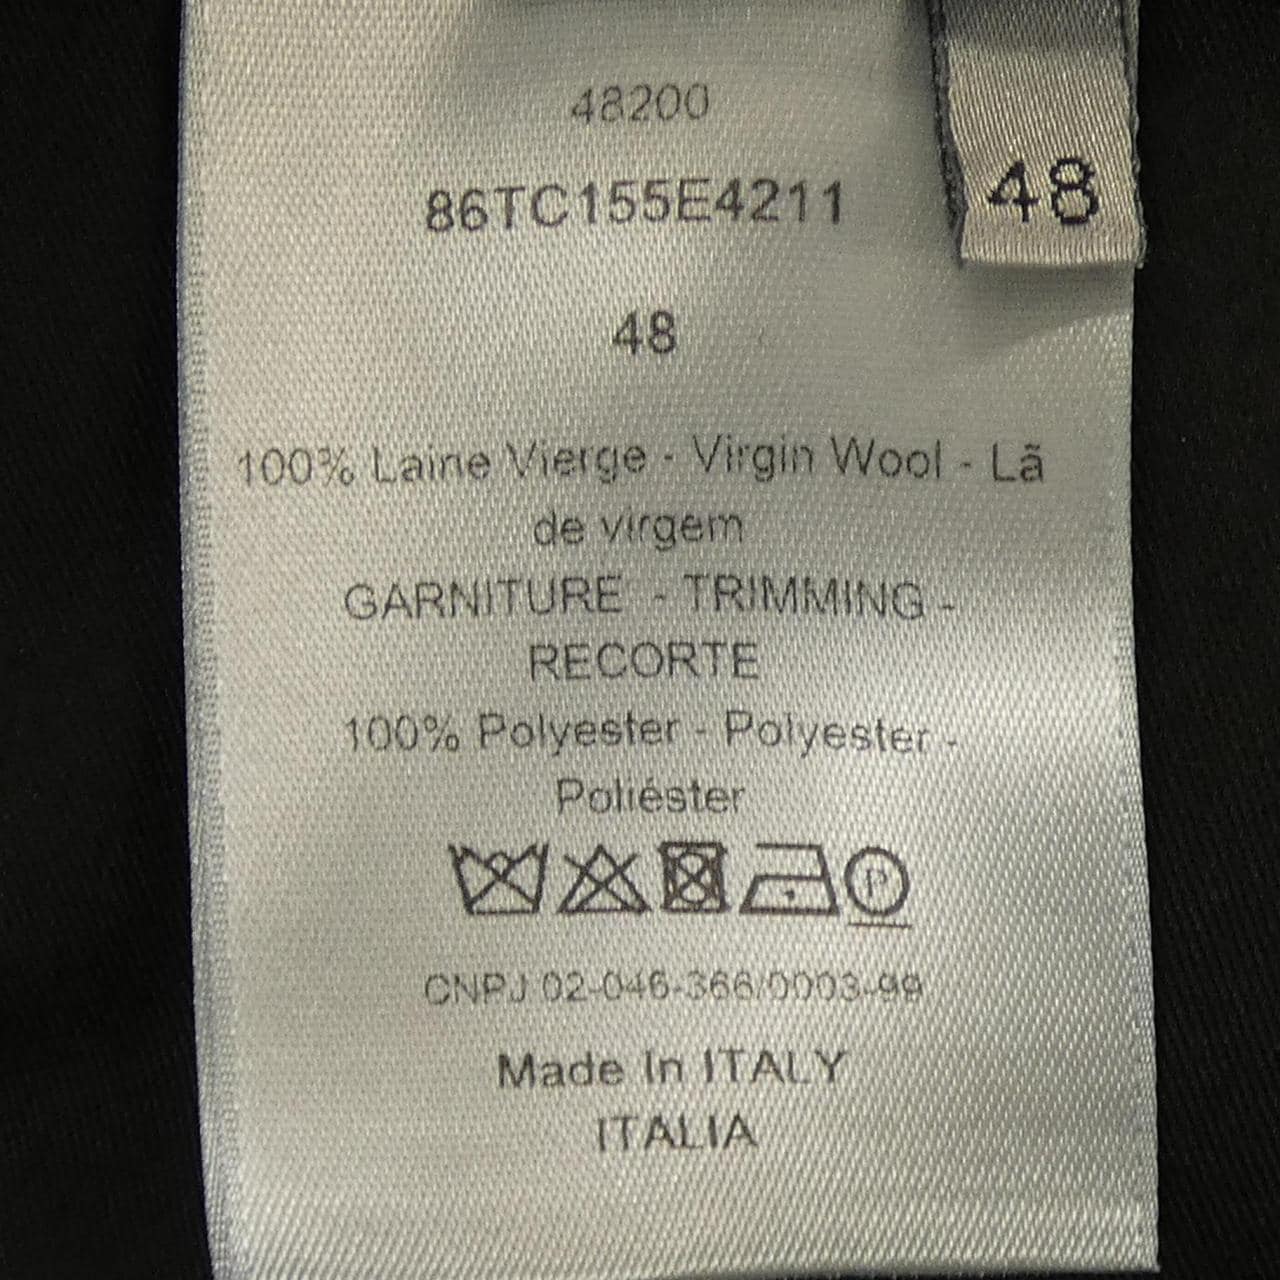 48200
86TC155E4211
48
48
100% Laine Vierge - Virgin Wool - Lã
de virgem
GARNITURE - TRIMMING -
RECORTE
100% Polyester - Polyester -
Poliéster
P
CNPJ 02-046-366/0003-99
Made In ITALY
ITALIA